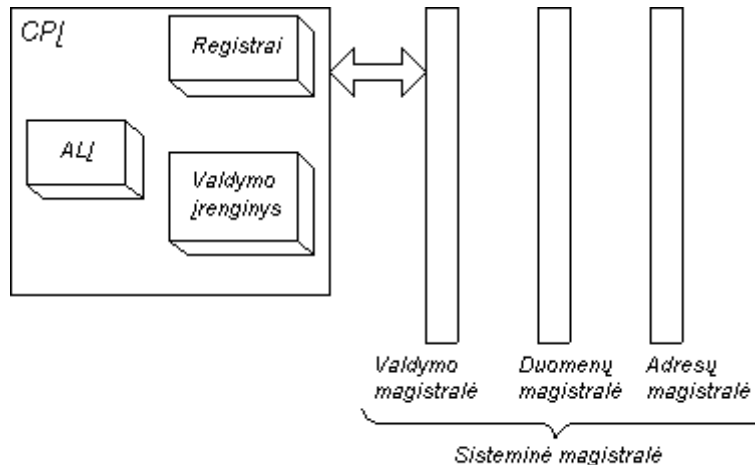 CPĮ
Registrai
ALĮ
Valdymo
įrenginys
Valdymo
magistralė
Duomenų
magistralė
Adresų
magistralė
Sisteminė magistralė